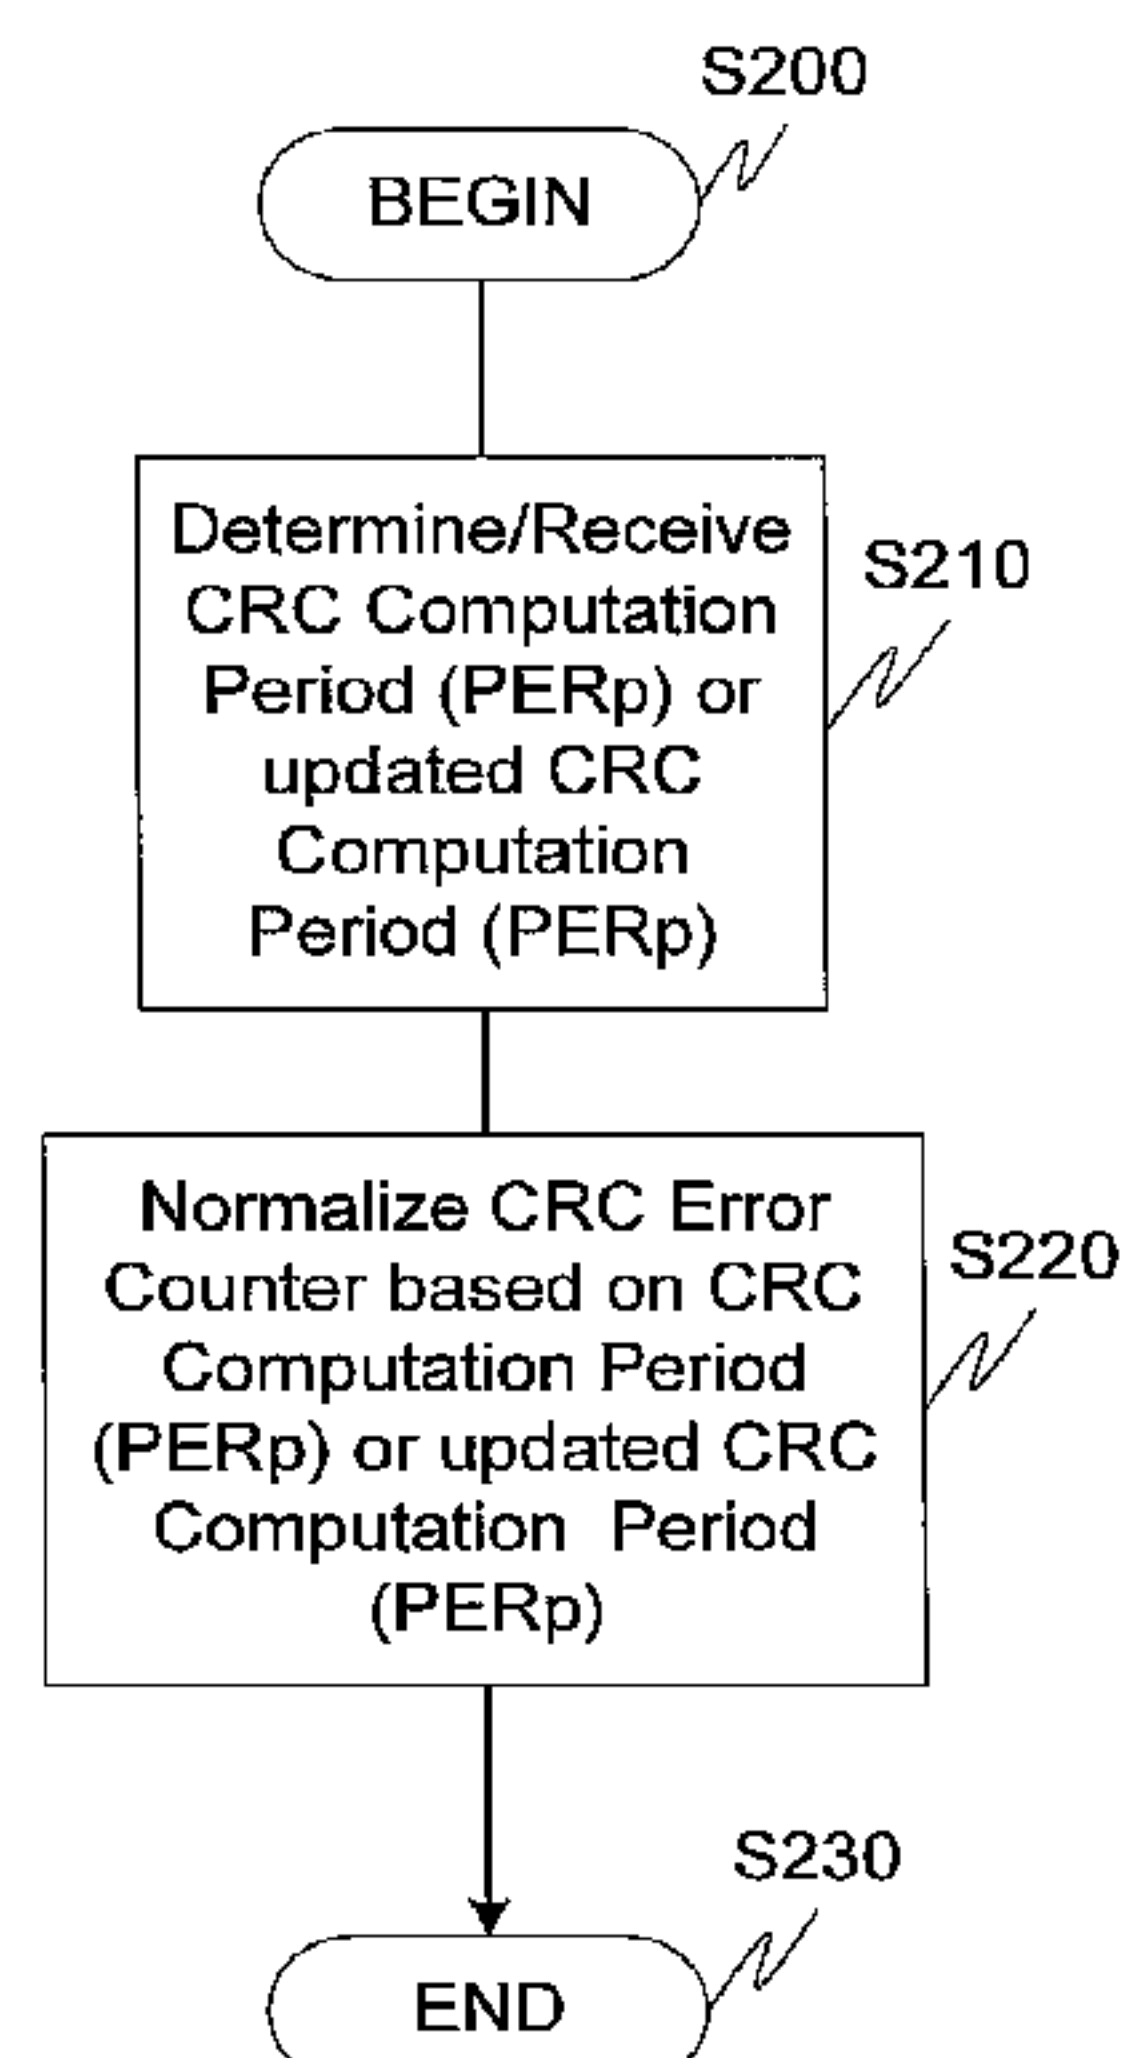 S200
BEGIN
Determine/Receive
CRC Computation
Period (PERp) or
updated CRC
Computation
Period (PERp)
S210
Normalize CRC Error
Counter based on CRC
Computation Period
(PERp) or updated CRC
Computation Period
(PERp)
S220
S230
END